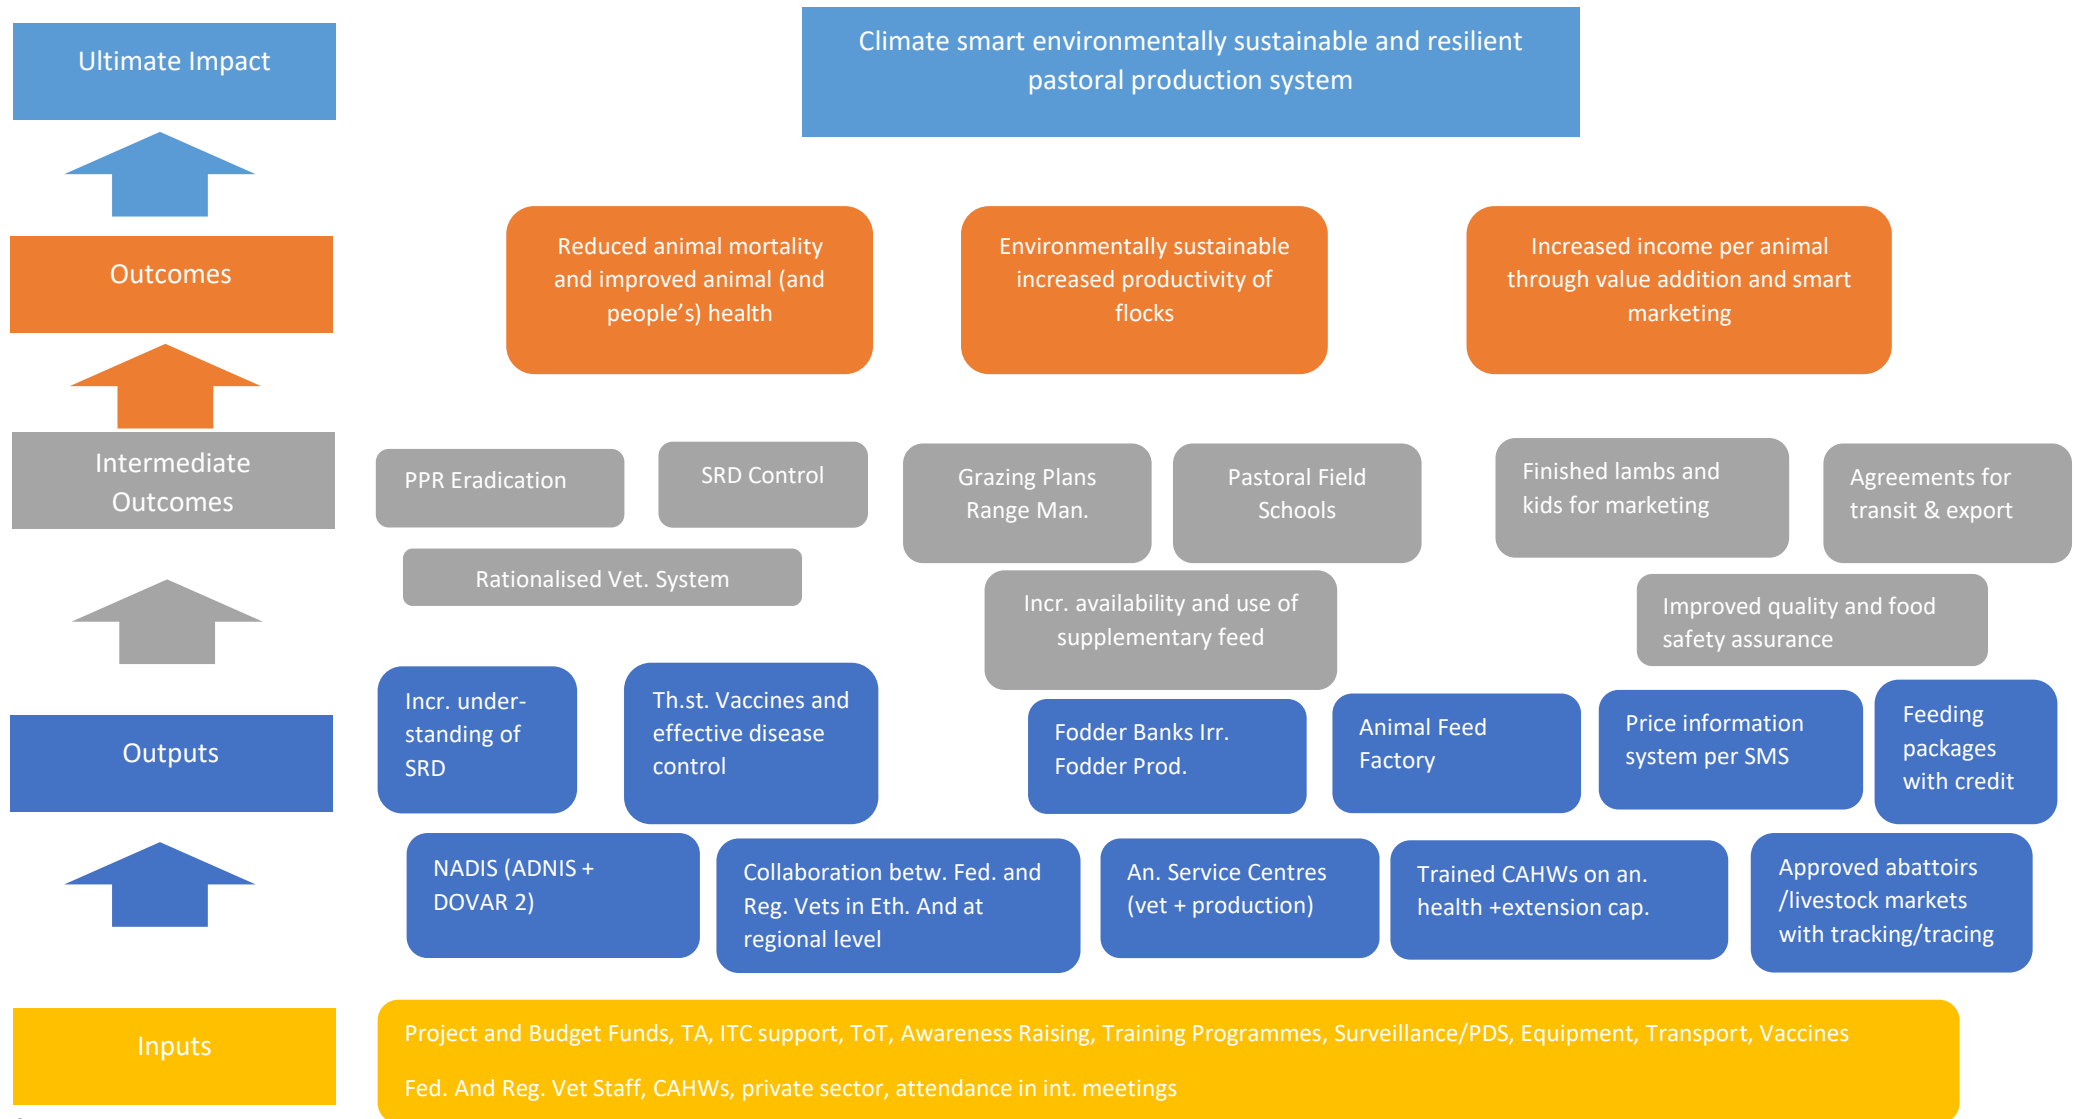 Ultimate Impact
Climate smart environmentally sustainable and resilient
pastoral production system
Outcomes
Reduced animal mortality
and improved animal (and
people’s) health
Environmentally sustainable
increased productivity of
flocks
Increased income per animal
through value addition and smart
marketing
Intermediate
Outcomes
PPR Eradication
SRD Control
Grazing Plans
Range Man.
Pastoral Field
Schools
Finished lambs and
kids for marketing
Agreements for
transit & export
Rationalised Vet. System
Incr. availability and use of
supplementary feed
Improved quality and food
safety assurance
Outputs
Incr. under-
standing of
SRD
Th.st. Vaccines and
effective disease
control
Fodder Banks Irr.
Fodder Prod.
Animal Feed
Factory
Price information
system per SMS
Feeding
packages
with credit
NADIS (ADNIS +
DOVAR 2)
Collaboration betw. Fed. and
Reg. Vets in Eth. And at
regional level
An. Service Centres
(vet + production)
Trained CAHWs on an.
health +extension cap.
Approved abattoirs
/livestock markets
with tracking/tracing
Inputs
Project and Budget Funds, TA, ITC support, ToT, Awareness Raising, Training Programmes, Surveillance/PDS, Equipment, Transport, Vaccines
Fed. And Reg. Vet Staff, CAHWs, private sector, attendance in int. meetings